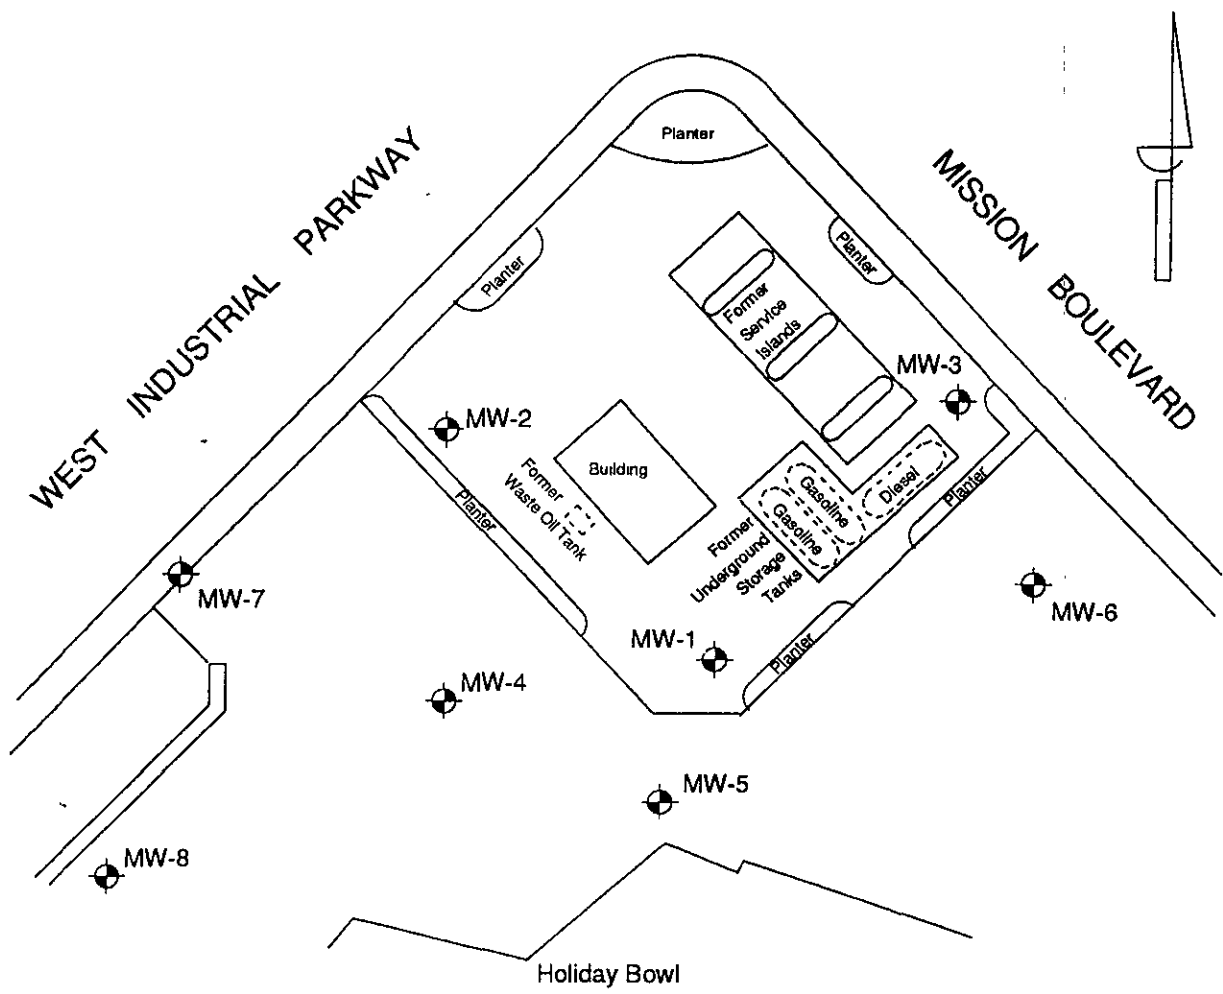 Planter
WEST INDUSTRIAL PARKWAY
MISSION BOULEVARD
Planter
Planter
Former
Service
Islands
MW-3
MW-2
Building
Former
Waste Oil Tank
Planter
Gasoline
Gasoline
Diesel
Planter
Former
Underground
Storage
Tanks
MW-7
MW-6
MW-1
Planter
MW-4
MW-5
MW-8
Holiday Bowl